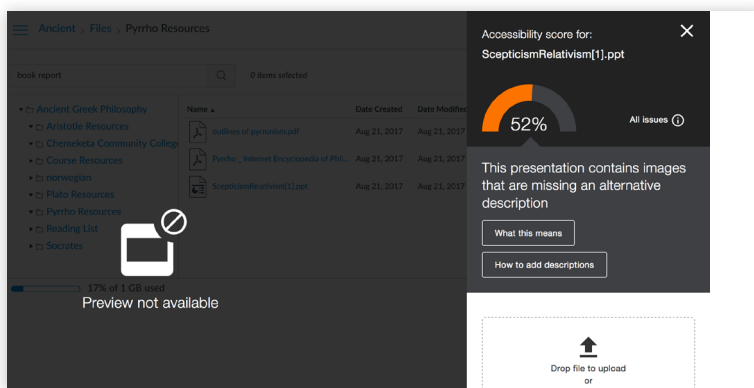 Ancient > Files > Pyrrho Resources
book report
0 items selected
Ancient Greek Philosophy
Aristotle Resources
Chemeketa Community College
Course Resources
norwegian
Plato Resources
Pyrrho Resources
Reading List
Socrates
17% of 1 GB used
Name Date Created Date Modified
outlines of pyrronism.pdf Aug 21, 2017 Aug 21, 2017
Pyrrho _ Internet Encyclopedia of Phil... Aug 21, 2017 Aug 21, 2017
ScepticismRelativism[1].ppt Aug 21, 2017 Aug 21, 2017
Preview not available
Accessibility score for:
ScepticismRelativism[1].ppt
52%
All issues
This presentation contains images
that are missing an alternative
description
What this means
How to add descriptions
Drop file to upload
or